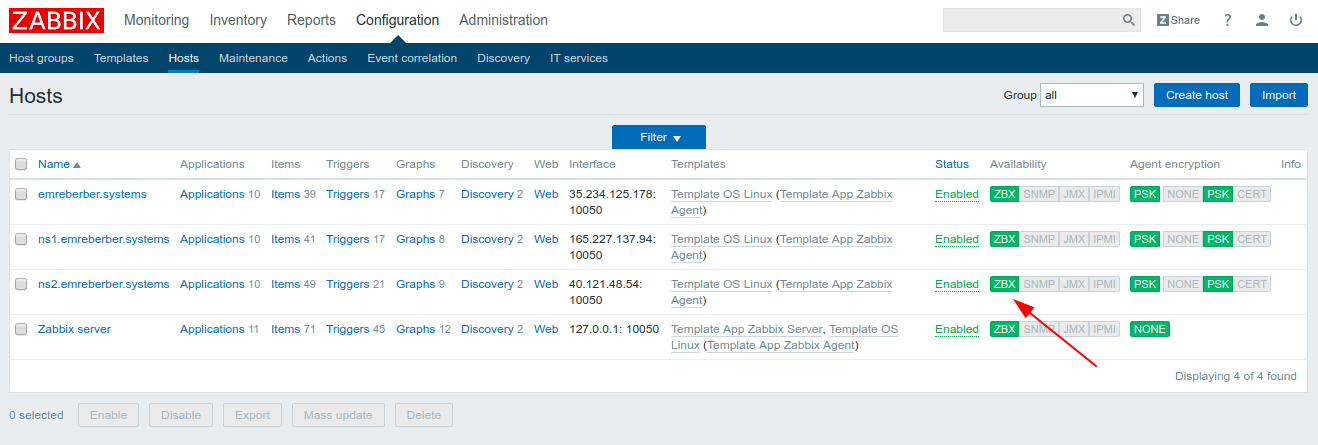 ZABBIX Monitoring Inventory Reports Configuration Administration Z Share ?
Host groups Templates Hosts Maintenance Actions Event correlation Discovery IT services
Hosts Group all Create host Import
Filter
Name Applications Items Triggers Graphs Discovery Web Interface Templates Status Availability Agent encryption Info
emreberber.systems Applications 10 Items 39 Triggers 17 Graphs 7 Discovery 2 Web 35.234.125.178: Template OS Linux (Template App Zabbix Enabled ZBX SNMP JMX IPMI PSK NONE PSK CERT
10050 Agent)
ns1.emreberber.systems Applications 10 Items 41 Triggers 17 Graphs 8 Discovery 2 Web 165.227.137.94: Template OS Linux (Template App Zabbix Enabled ZBX SNMP JMX IPMI PSK NONE PSK CERT
10050 Agent)
ns2.emreberber.systems Applications 10 Items 49 Triggers 21 Graphs 9 Discovery 2 Web 40.121.48.54: Template OS Linux (Template App Zabbix Enabled ZBX SNMP JMX IPMI PSK NONE PSK CERT
10050 Agent)
Zabbix server Applications 11 Items 71 Triggers 45 Graphs 12 Discovery 2 Web 127.0.0.1: 10050 Template App Zabbix Server, Template OS Enabled ZBX SNMP JMX IPMI NONE
Linux (Template App Zabbix Agent)
Displaying 4 of 4 found
0 selected Enable Disable Export Mass update Delete